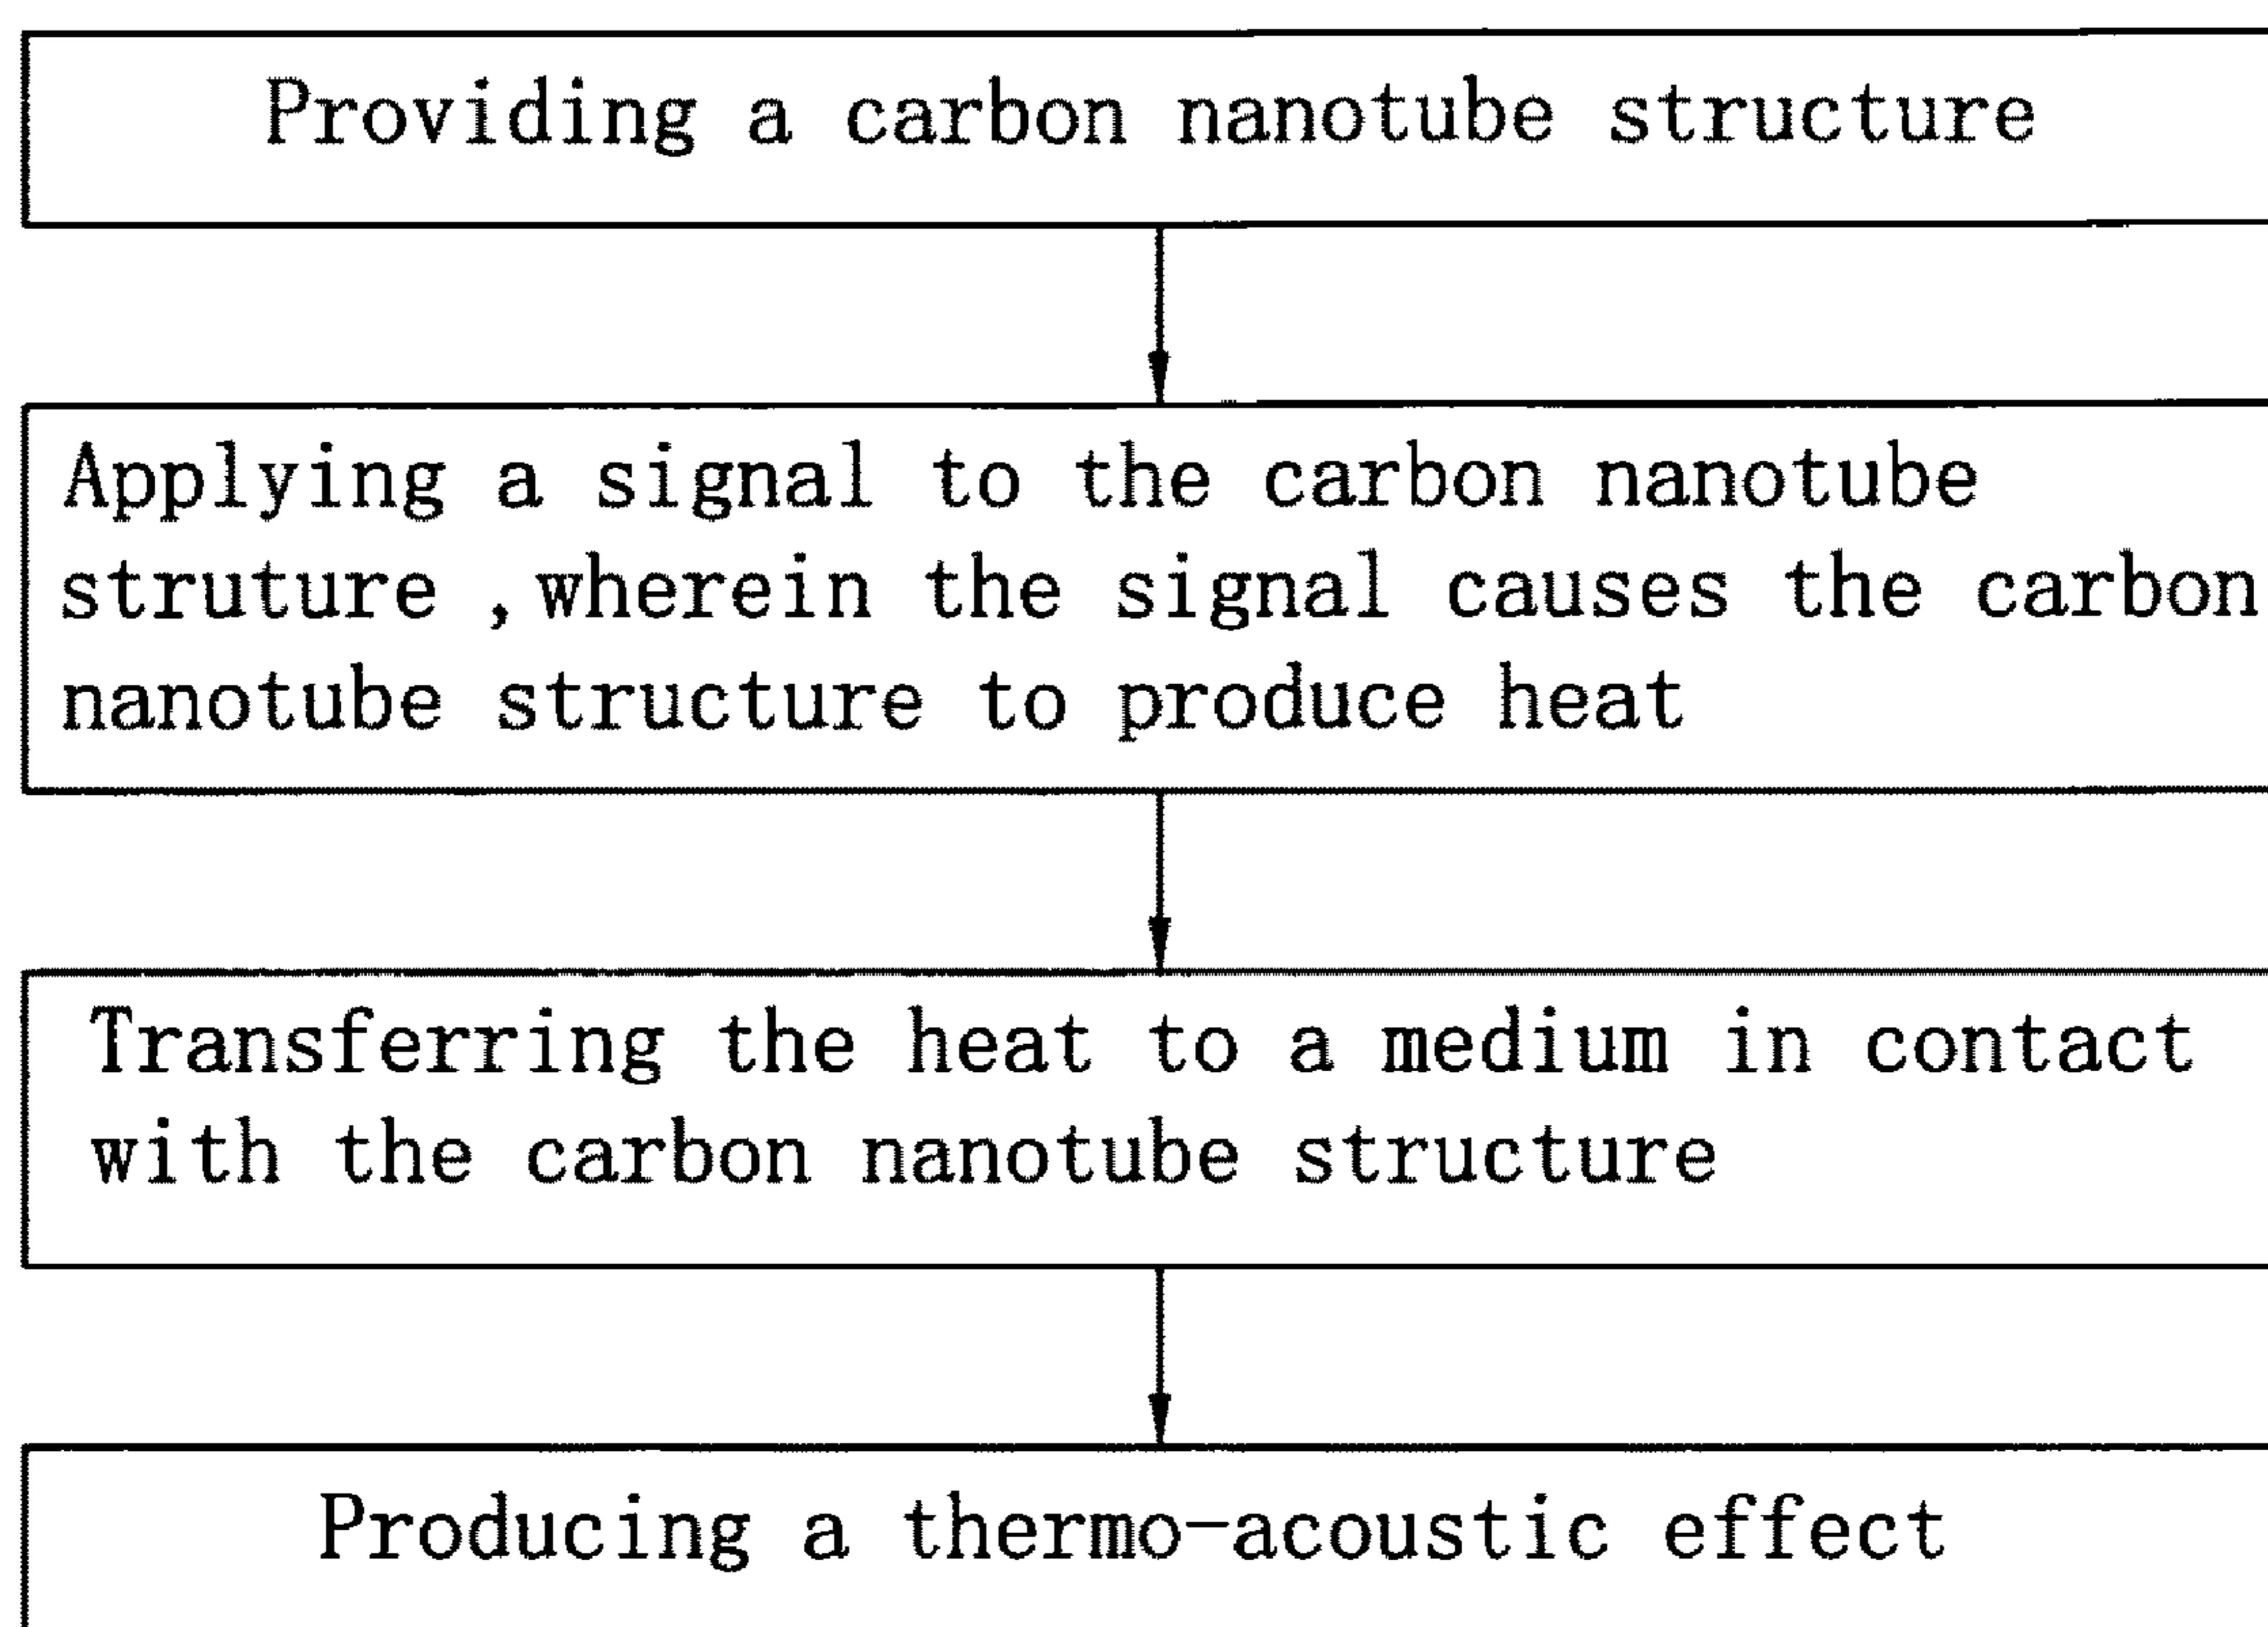 Providing a carbon nanotube structure
Applying a signal to the carbon nanotube
struture ,wherein the signal causes the carbon
nanotube structure to produce heat
Transferring the heat to a medium in contact
with the carbon nanotube structure
Producing a thermo-acoustic effect